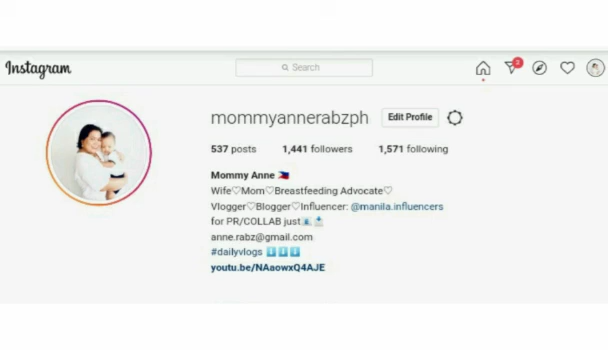 Instagram
Search
2
mommyannerabzph Edit Profile
537 posts 1,441 followers 1,571 following
Mommy Anne 🇵🇭
Wife♡Mom♡Breastfeeding Advocate♡
Vlogger♡Blogger♡Influencer: @manila.influencers
for PR/COLLAB just📧📩
anne.rabz@gmail.com
#dailyvlogs ⬇️⬇️⬇️
youtu.be/NAaowxQ4AJE